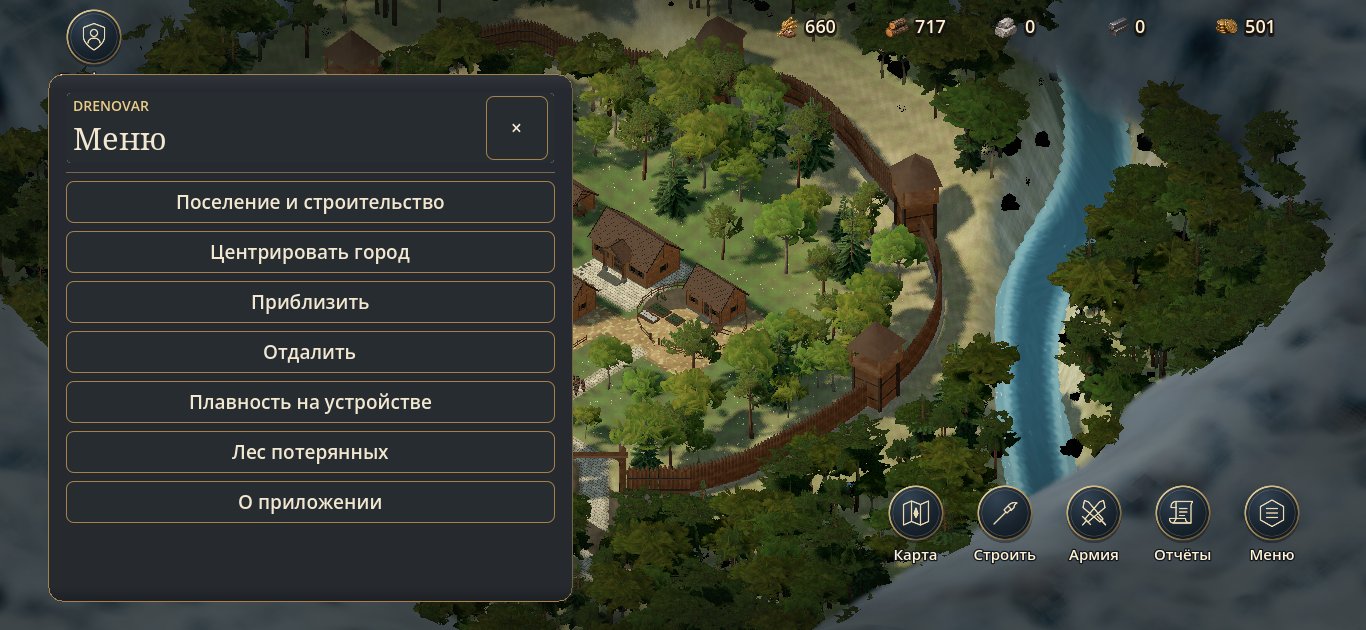 660
717
0
0
501
DRENOVAR
Меню
×
Поселение и строительство
Центрировать город
Приблизить
Отдалить
Плавность на устройстве
Лес потерянных
О приложении
Карта
Строить
Армия
Отчёты
Меню